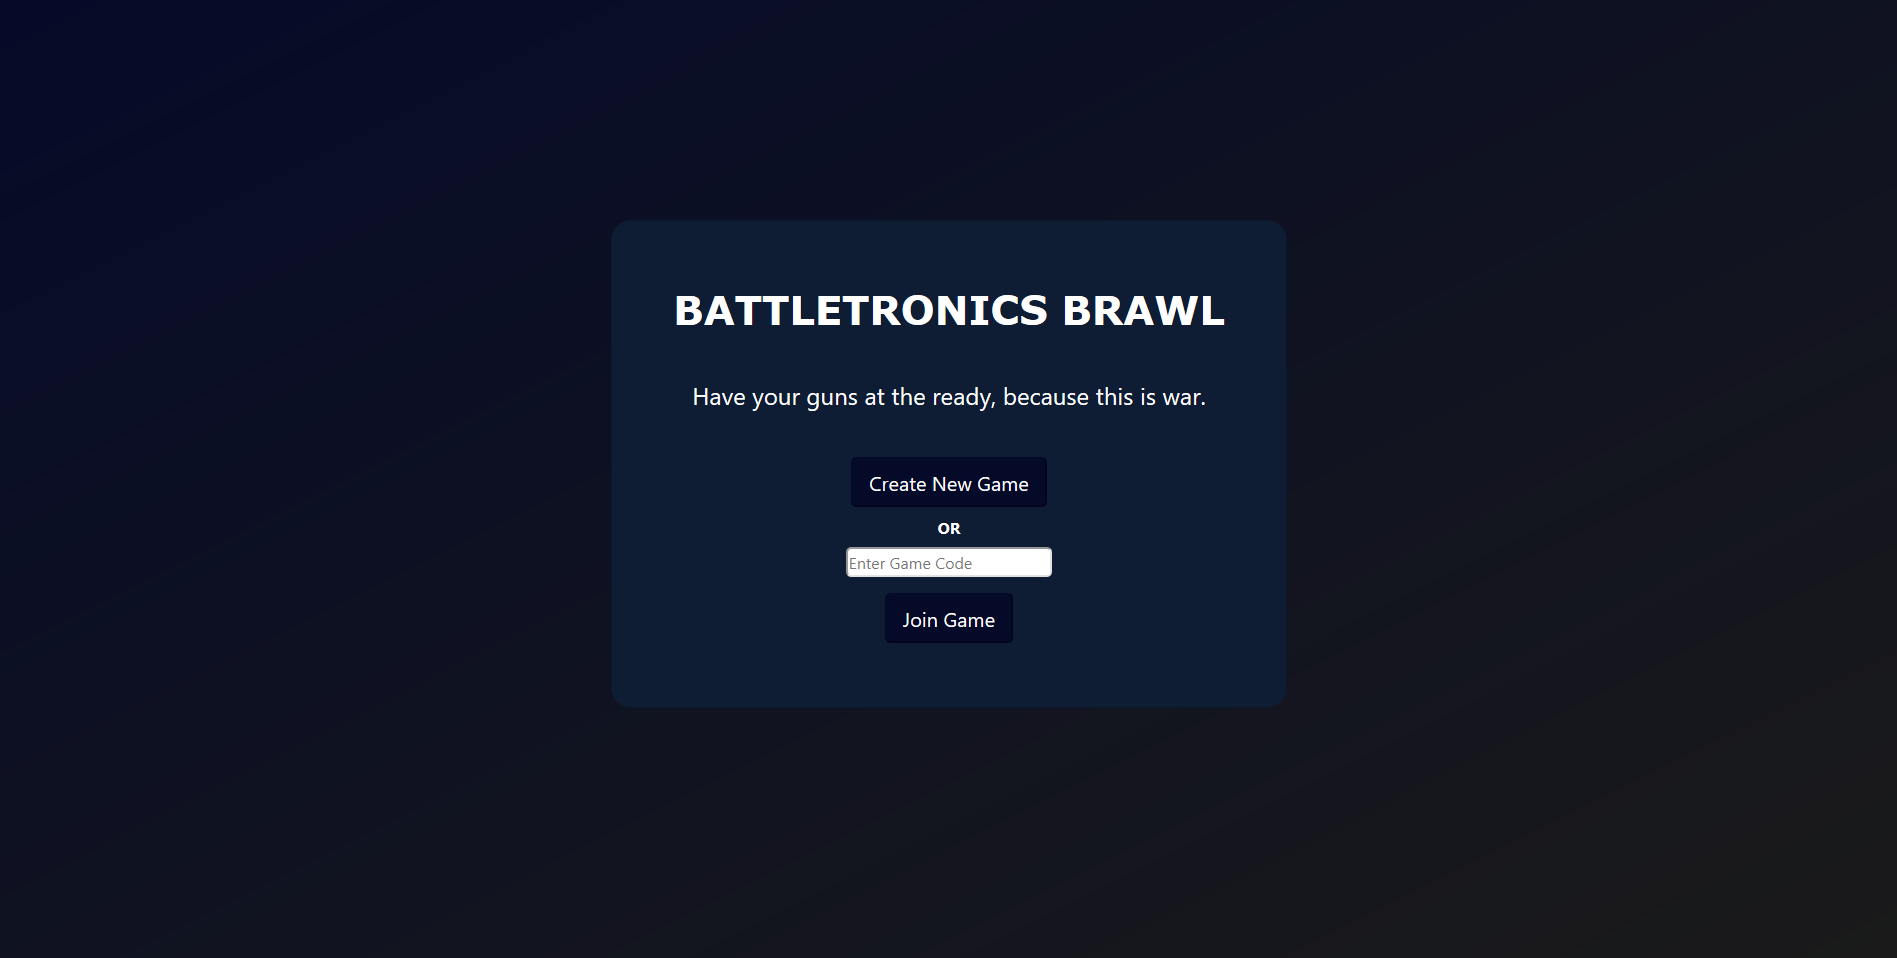 BATTLETRONICS BRAWL
Have your guns at the ready, because this is war.
Create New Game
OR
Enter Game Code
Join Game